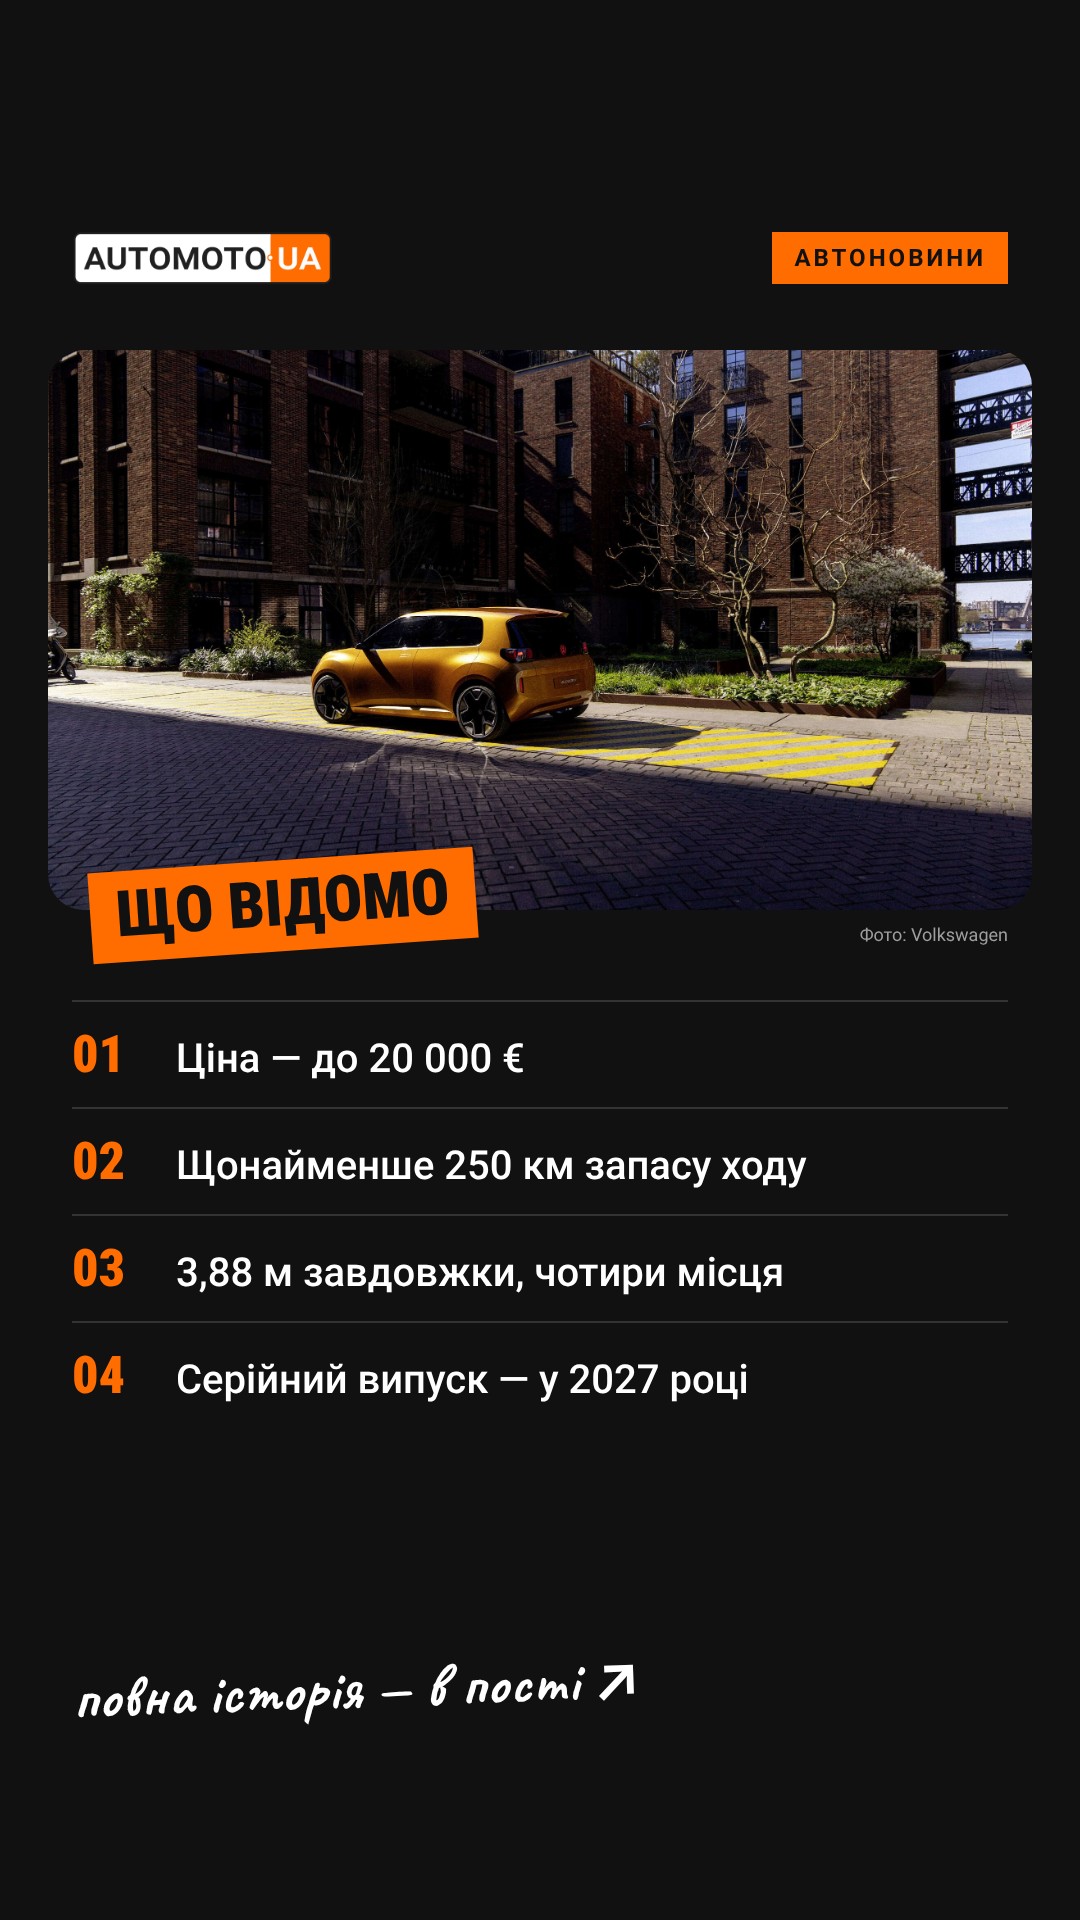 AUTOMOTO UA
АВТОНОВИНИ
ЩО ВІДОМО
Фото: Volkswagen
01 Ціна — до 20 000 €
02 Щонайменше 250 км запасу ходу
03 3,88 м завдовжки, чотири місця
04 Серійний випуск — у 2027 році
повна історія — в пості ↗